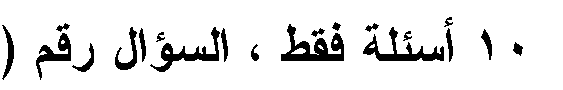 ١٠ أسئلة فقط ، السؤال رقم (